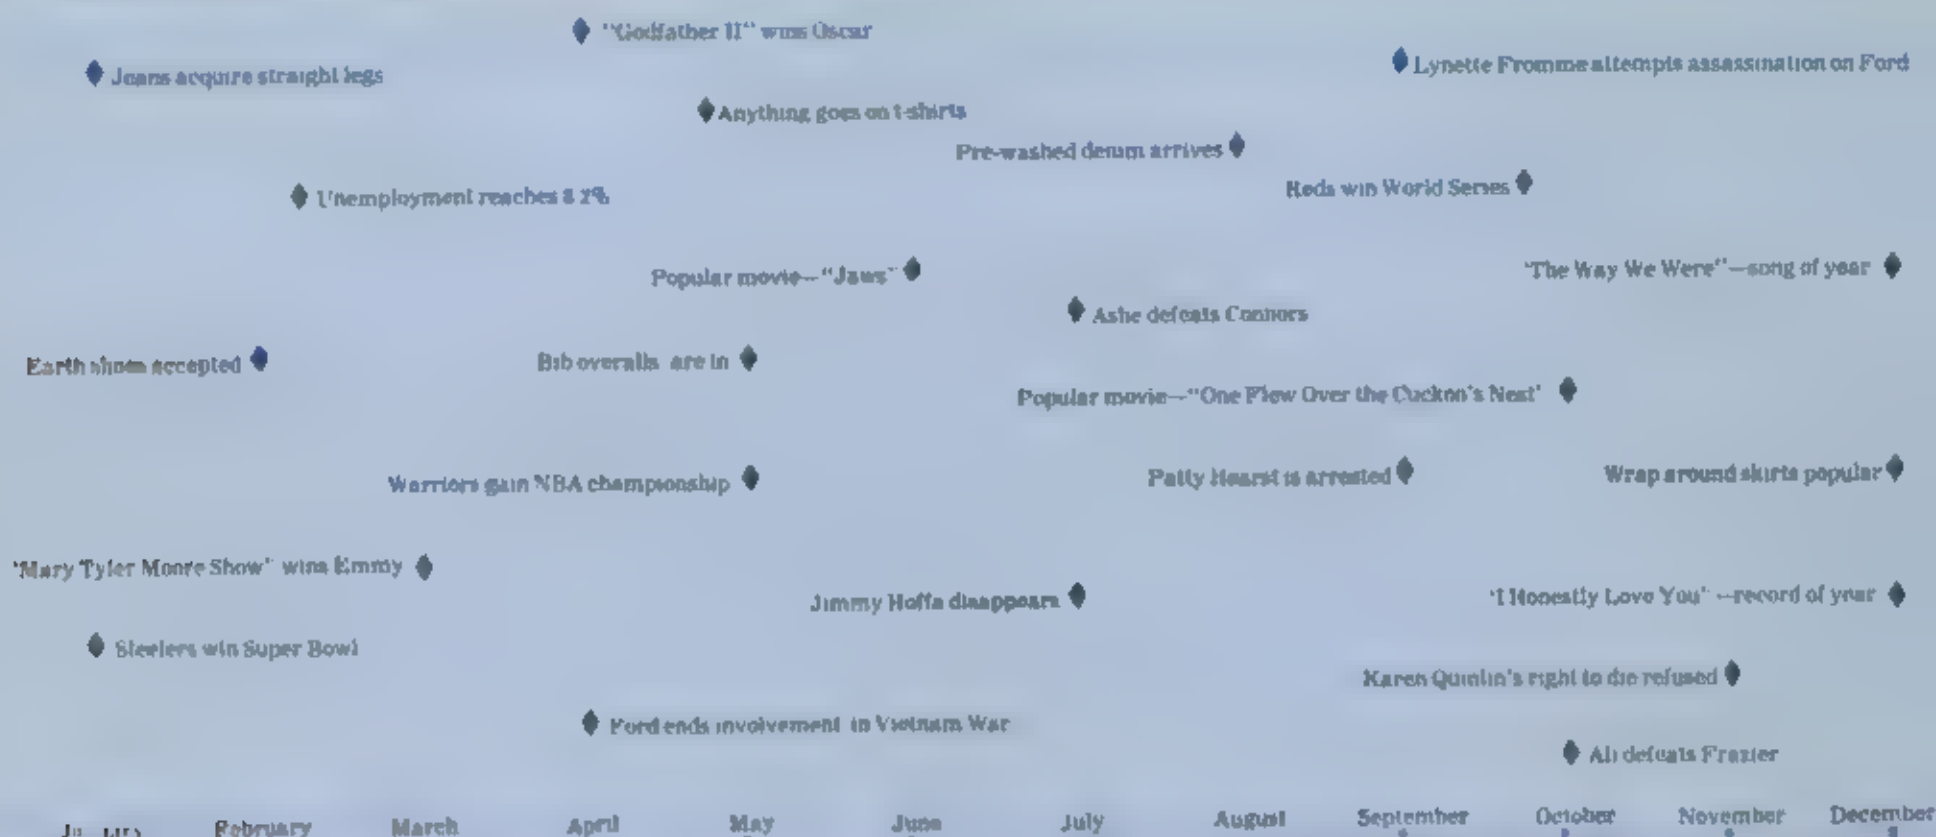 "Godfather II" wins Oscar
Lynette Fromme attempts assassination on Ford
Jeans acquire straight legs
Anything goes on t-shirts
Pre-washed denim arrives
Reds win World Series
Unemployment reaches 8.2%
"The Way We Were"—song of year
Popular movie—"Jaws"
Ashe defeats Connors
Earth shoes accepted
Bib overalls are in
Popular movie—"One Flew Over the Cuckoo's Nest"
Warriors gain NBA championship
Patty Hearst is arrested
Wrap around skirts popular
"Mary Tyler Moore Show" wins Emmy
Jimmy Hoffa disappears
"I Honestly Love You"—record of year
Steelers win Super Bowl
Karen Quinlin's right to die refused
Ford ends involvement in Vietnam War
Ali defeats Frazier
February March April May June July August September October November December